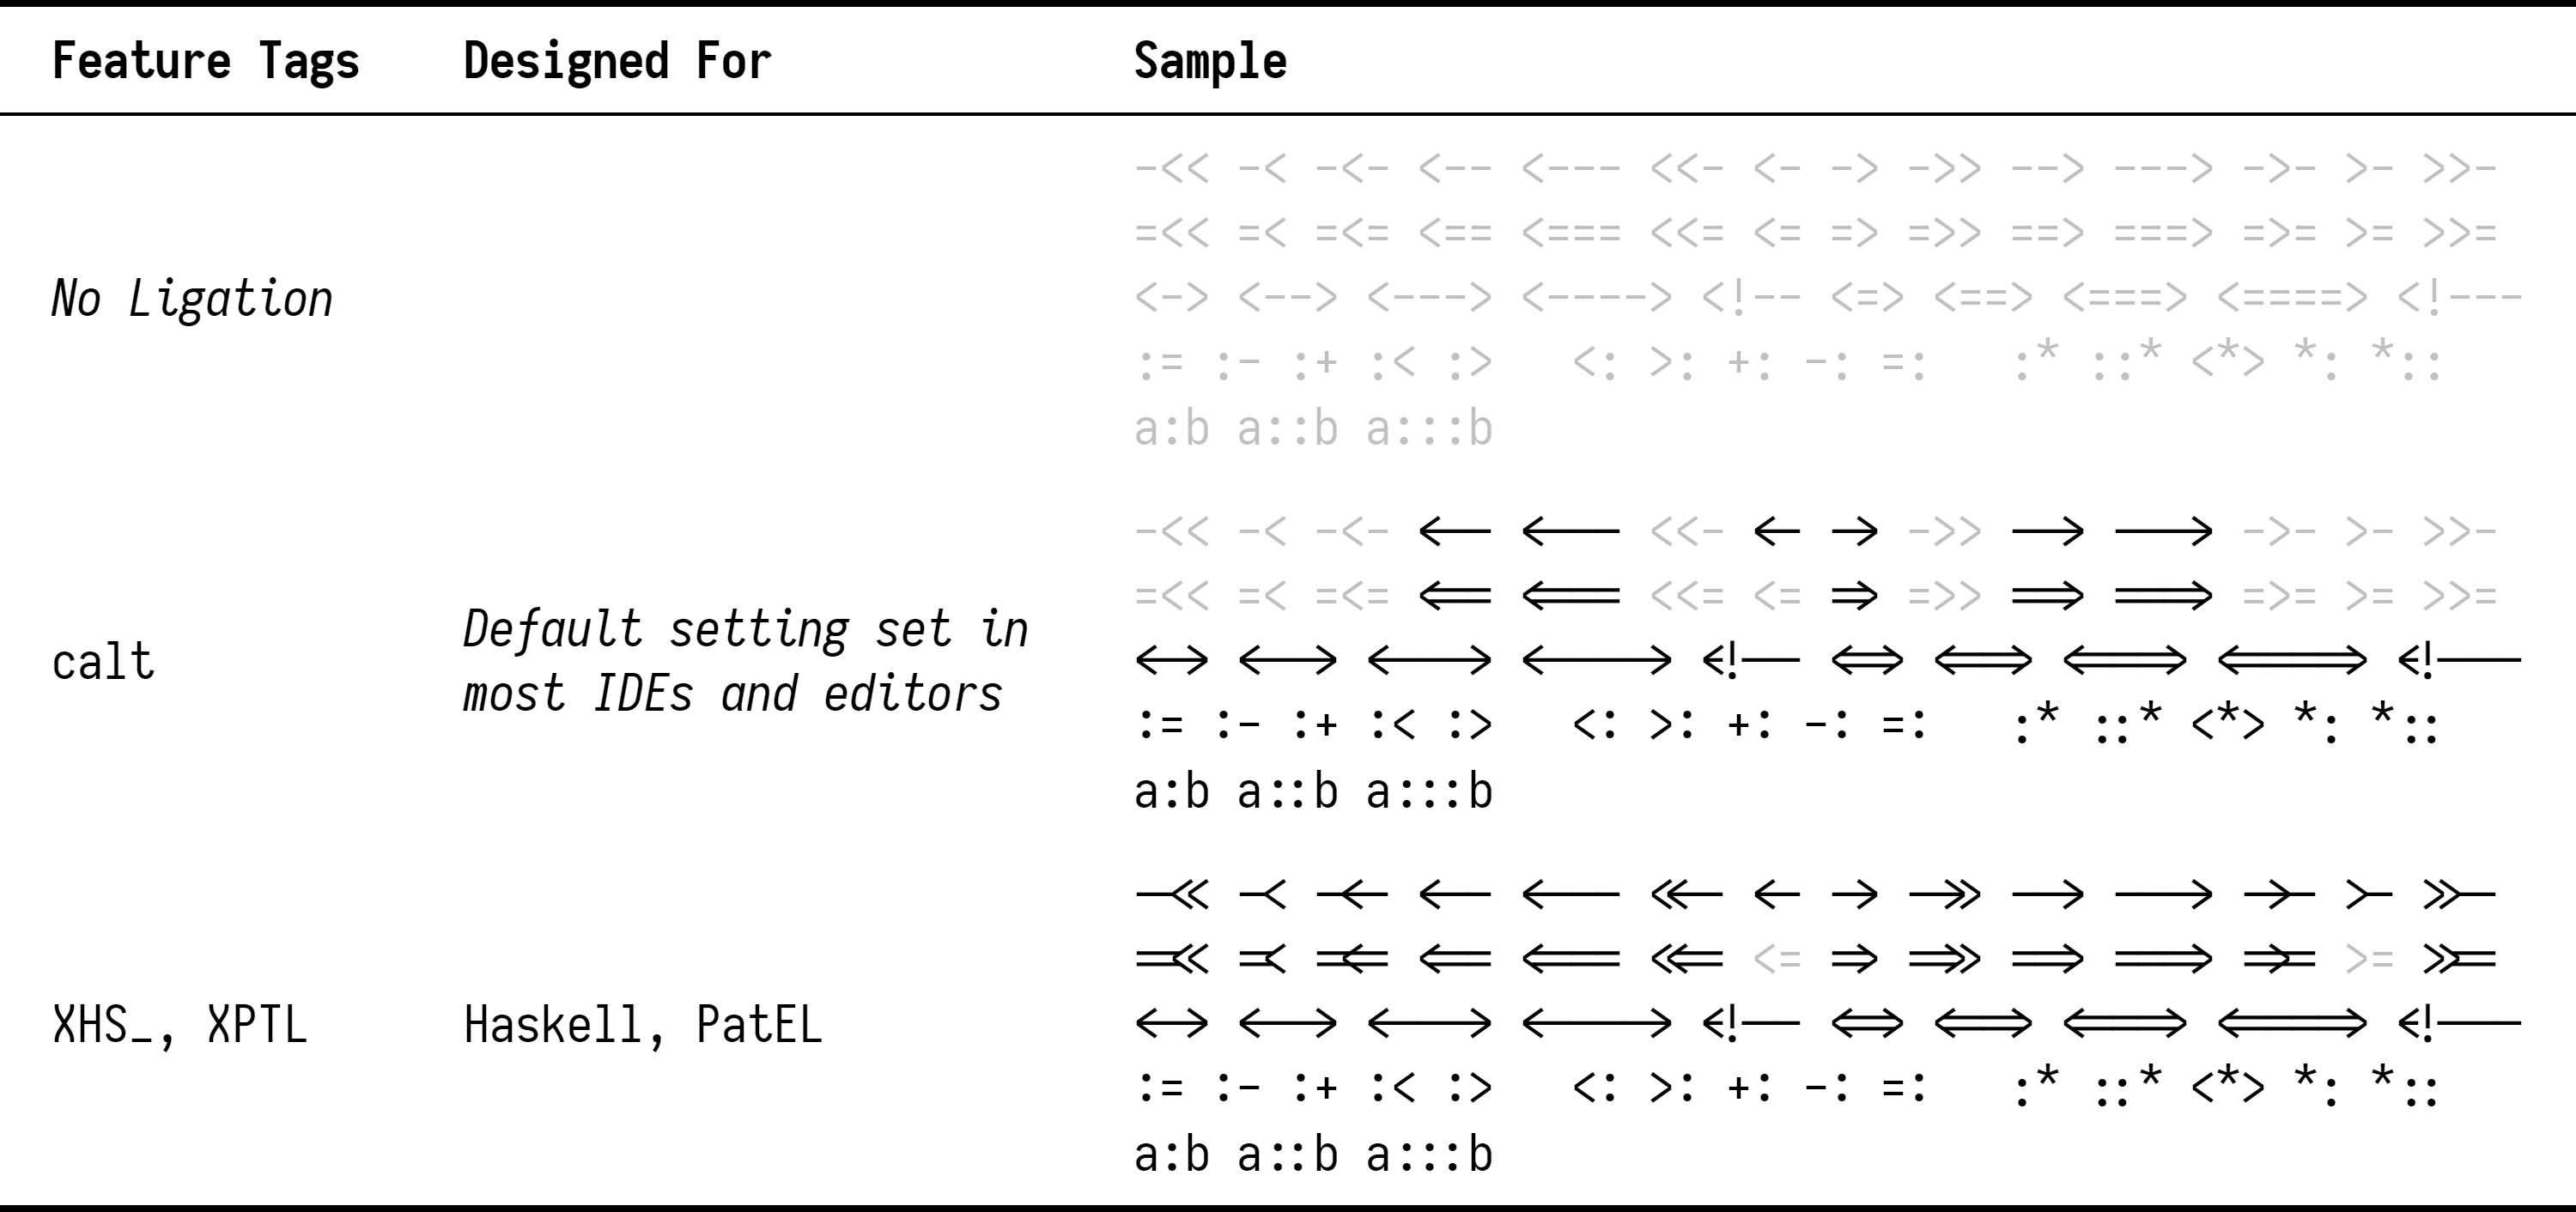 Feature Tags Designed For Sample
-<< -< -<- <-- <--- <<- <- -> ->> --> ---> ->- >- >>-
=<< =< =<= <== <=== <<= <= => =>> ==> ===> =>= >= >>=
No Ligation <-> <--> <---> <----> <!-- <=> <==> <===> <====> <!---
:= :- :+ :< :> <: >: +: -: =: :* ::* <*> *: *::
a:b a::b a:::b
-<< -< -<- <-- <--- <<- <- -> ->> --> ---> ->- >- >>-
=<< =< =<= <== <=== <<= <= => =>> ==> ===> =>= >= >>=
Default setting set in
calt <-> <--> <---> <----> <!-- <=> <==> <===> <====> <!---
most IDEs and editors
:= :- :+ :< :> <: >: +: -: =: :* ::* <*> *: *::
a:b a::b a:::b
-<< -< -<- <-- <--- <<- <- -> ->> --> ---> ->- >- >>-
=<< =< =<= <== <=== <<= <= => =>> ==> ===> =>= >= >>=
XHS_, XPTL Haskell, PatEL <-> <--> <---> <----> <!-- <=> <==> <===> <====> <!---
:= :- :+ :< :> <: >: +: -: =: :* ::* <*> *: *::
a:b a::b a:::b